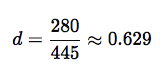 d = 280/445 ≈ 0.629